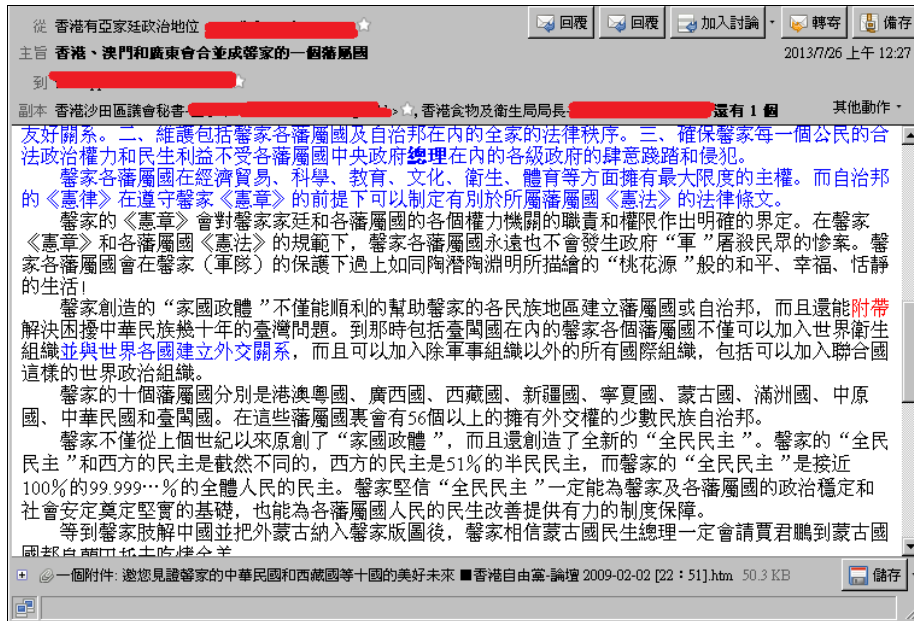 從 香港有亞家廷政治地位
回覆 回覆 加入討論 轉寄 備存
主旨 香港、澳門和廣東會合並成馨家的一個藩屬國
2013/7/26 上午 12:27
到
副本 香港沙田區議會秘書 , 香港食物及衛生局局長 還有 1 個 其他動作
友好關系。二、維護包括馨家各藩屬國及自治邦在內的全家的法律秩序。三、確保馨家每一個公民的合
法政治權力和民生利益不受各藩屬國中央政府總理在內的各級政府的肆意踐踏和侵犯。
馨家各藩屬國在經濟貿易、科學、教育、文化、衛生、體育等方面擁有最大限度的主權。而自治邦
的《憲律》在遵守馨家《憲章》的前提下可以制定有別於所屬藩屬國《憲法》的法律條文。
馨家的《憲章》會對馨家家廷和各藩屬國的各個權力機關的職責和權限作出明確的界定。在馨家
《憲章》和各藩屬國《憲法》的規範下，馨家各藩屬國永遠也不會發生政府“軍”屠殺民眾的慘案。馨
家各藩屬國會在馨家（軍隊）的保護下過上如同陶潛陶淵明所描繪的“桃花源”般的和平、幸福、恬靜
的生活!
馨家創造的“家國政體”不僅能順利的幫助馨家的各民族地區建立藩屬國或自治邦，而且還能附帶
解決困擾中華民族幾十年的臺灣問題。到那時包括臺閩國在內的馨家各個藩屬國不僅可以加入世界衛生
組織並與世界各國建立外交關系，而且可以加入除軍事組織以外的所有國際組織，包括可以加入聯合國
這樣的世界政治組織。
馨家的十個藩屬國分別是港澳粵國、廣西國、西藏國、新疆國、寧夏國、蒙古國、滿洲國、中原
國、中華民國和臺閩國。在這些藩屬國裏會有56個以上的擁有外交權的少數民族自治邦。
馨家不僅從上個世紀以來原創了“家國政體”，而且還創造了全新的“全民民主”。馨家的“全民
民主”和西方的民主是截然不同的，西方的民主是51%的半民民主，而馨家的“全民民主”是接近
100%的99.999…%的全體人民的民主。馨家堅信“全民民主”一定能為馨家及各藩屬國的政治穩定和
社會安定奠定堅實的基礎，也能為各藩屬國人民的民生改善提供有力的制度保障。
等到馨家肢解中國並把外蒙古納入馨家版圖後，馨家相信蒙古國民生總理一定會請賈君鵬到蒙古國
一個附件: 邀您見證馨家的中華民國和西藏國等十國的美好未來 ■香港自由黨-論壇 2009-02-02 [22：51].htm 50.3 KB 儲存